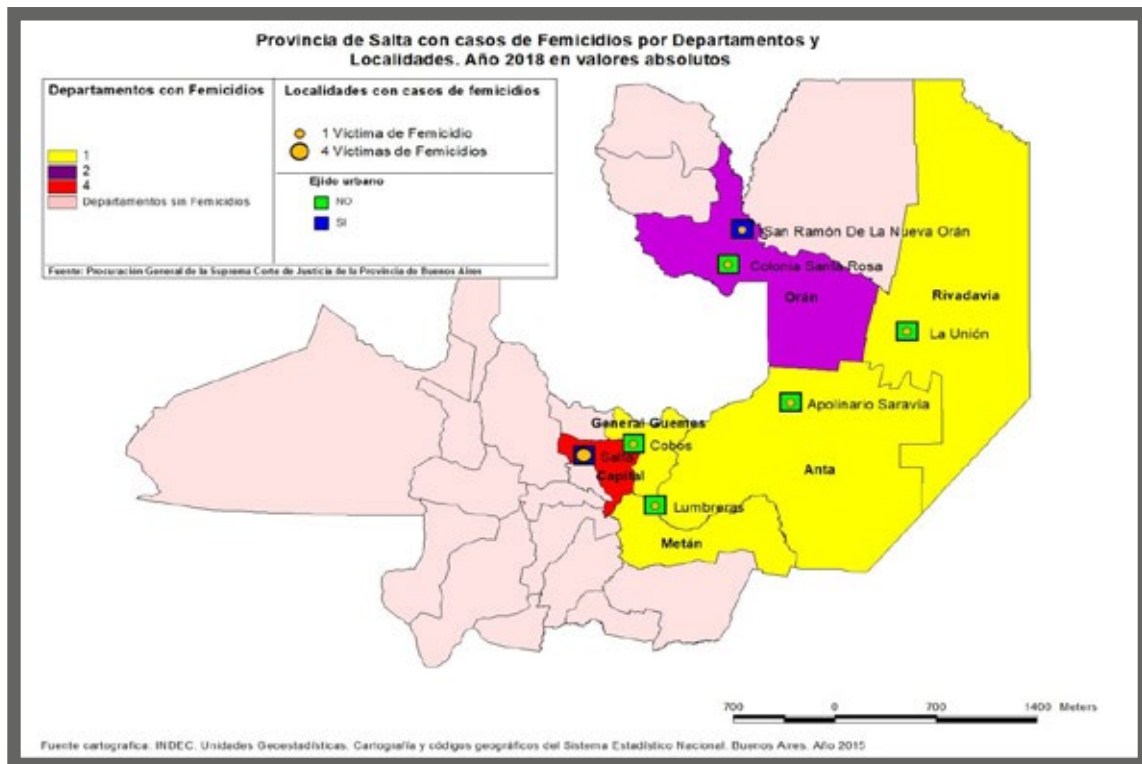 Provincia de Salta con casos de Femicidios por Departamentos y
Localidades. Año 2018 en valores absolutos
Departamentos con Femicidios
1
2
4
Departamentos sin Femicidios
Localidades con casos de femicidios
1 Víctima de Femicidio
4 Víctimas de Femicidios
Ejido urbano
NO
SI
Fuente: Procuración General de la Suprema Corte de Justicia de la Provincia de Buenos Aires
San Ramón De La Nueva Orán
Colonia Santa Rosa
Orán
Rivadavia
La Unión
Apolinario Saravia
General Guemes
Cobos
Salta
Capital
Anta
Lumbreras
Metán
700 0 700 1400 Meters
Fuente cartografica: INDEC. Unidades Geoestadísticas. Cartografía y códigos geográficos del Sistema Estadístico Nacional. Buenos Aires. Año 2015